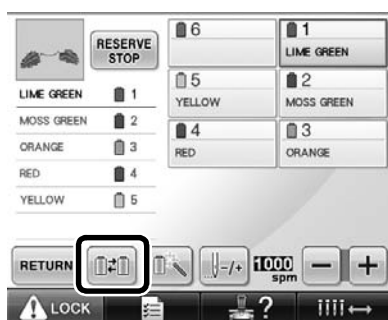 RESERVE
STOP
LIME GREEN 1
MOSS GREEN 2
ORANGE 3
RED 4
YELLOW 5
6
1
LIME GREEN
5
YELLOW
2
MOSS GREEN
4
RED
3
ORANGE
RETURN
-/+
1000
spm
− +
LOCK
?